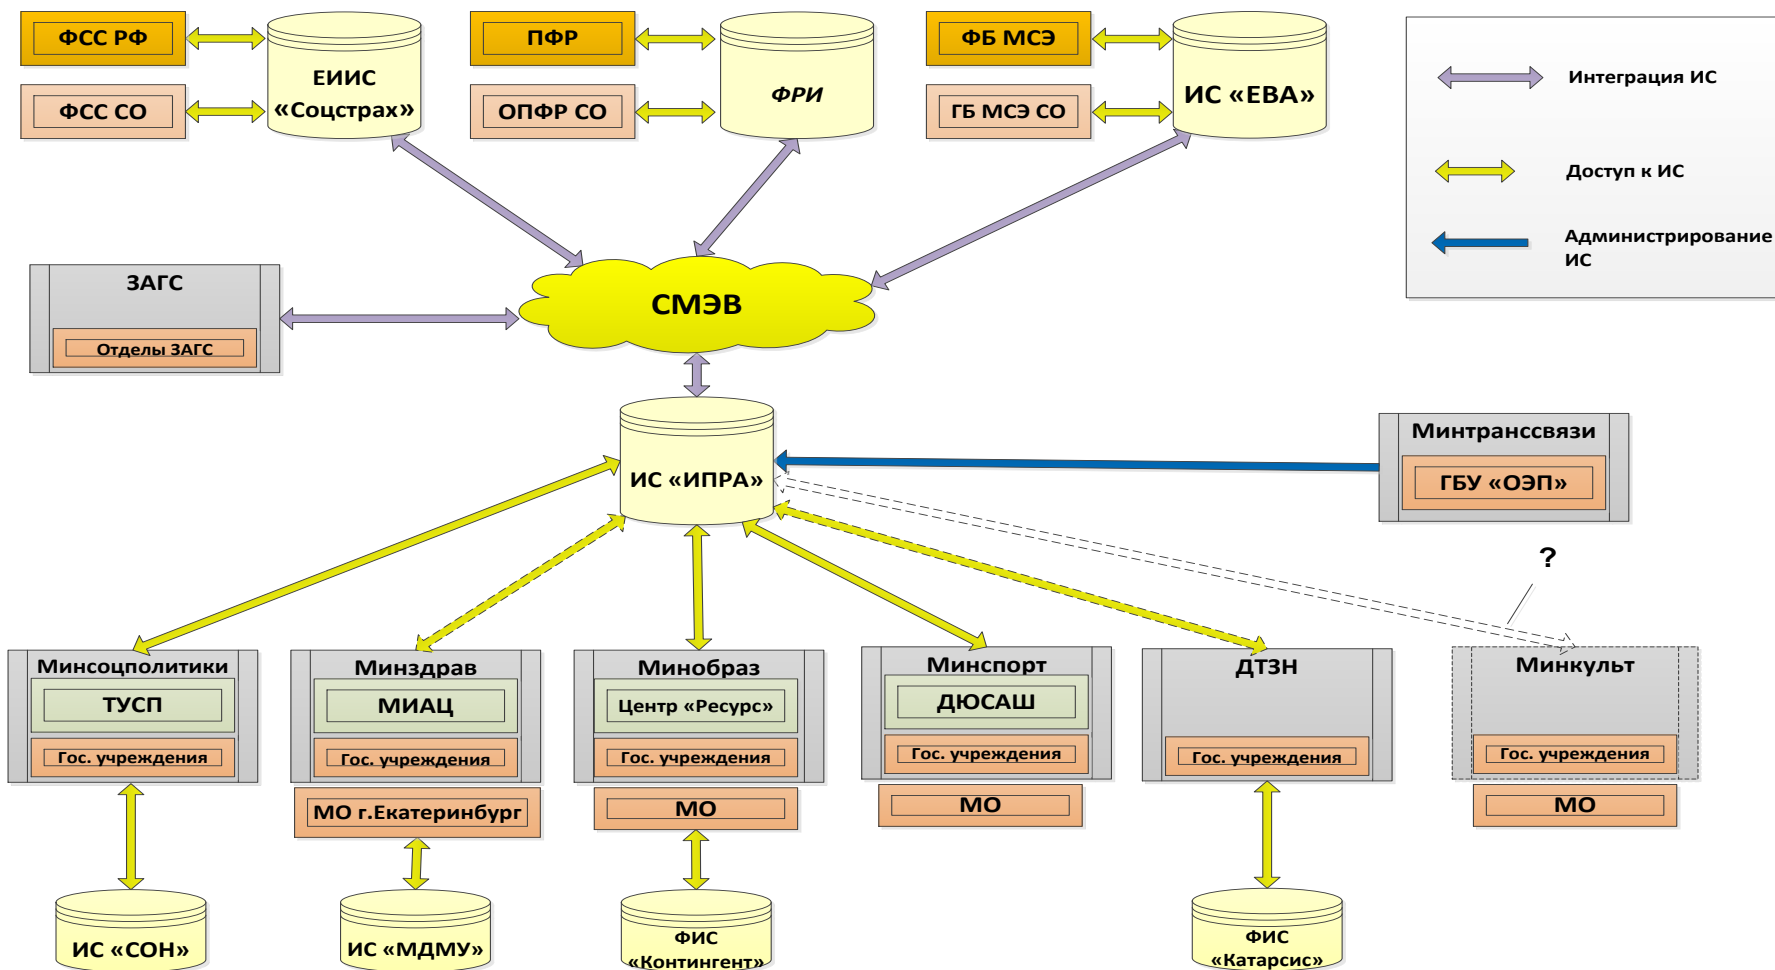 ФСС РФ
ФСС СО
ЕИИС
«Соцстрах»
ПФР
ОПФР СО
ФРИ
ФБ МСЭ
ГБ МСЭ СО
ИС «ЕВА»
Интеграция ИС
Доступ к ИС
Администрирование
ИС
ЗАГС
Отделы ЗАГС
СМЭВ
ИС «ИПРА»
Минтранссвязи
ГБУ «ОЭП»
?
Минсоцполитики
ТУСП
Гос. учреждения
Минздрав
МИАЦ
Гос. учреждения
МО г.Екатеринбург
Минобраз
Центр «Ресурс»
Гос. учреждения
МО
Минспорт
ДЮСАШ
Гос. учреждения
МО
ДТЗН
Гос. учреждения
Минкульт
Гос. учреждения
МО
ИС «СОН»
ИС «МДМУ»
ФИС
«Контингент»
ФИС
«Катарсис»